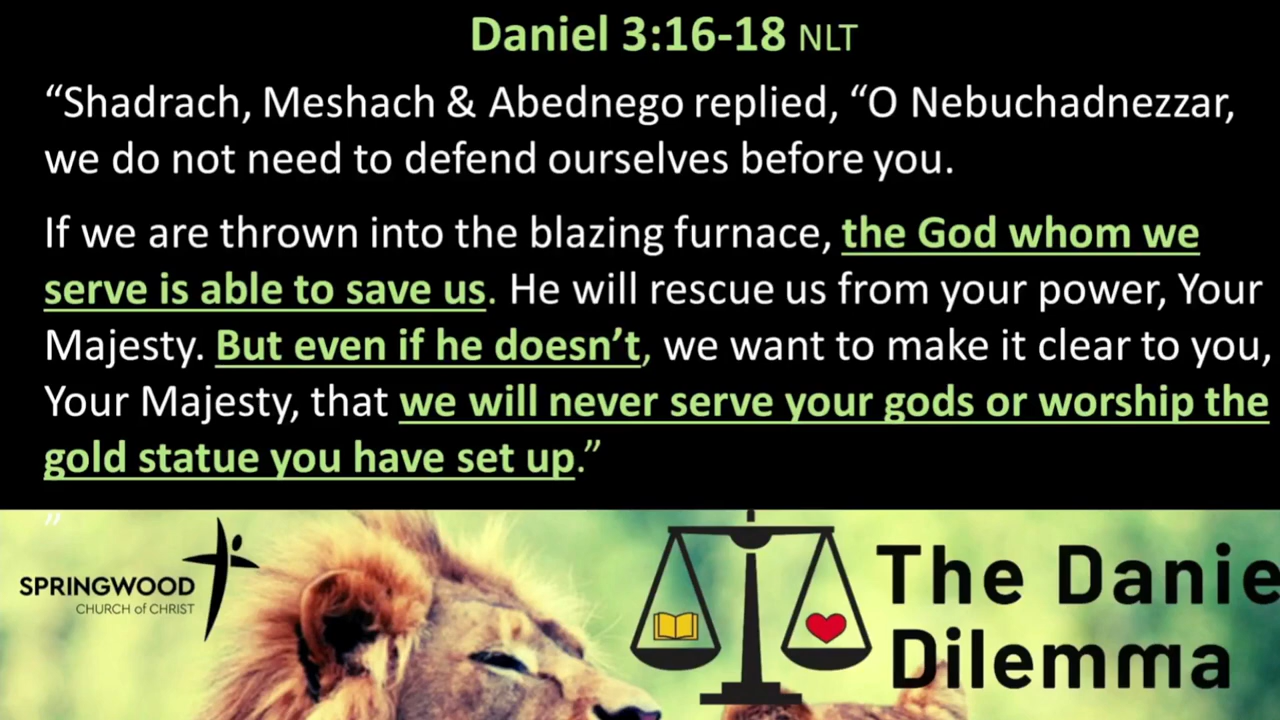 Daniel 3:16-18 NLT
“Shadrach, Meshach & Abednego replied, “O Nebuchadnezzar,
we do not need to defend ourselves before you.
If we are thrown into the blazing furnace, the God whom we
serve is able to save us. He will rescue us from your power, Your
Majesty. But even if he doesn’t, we want to make it clear to you,
Your Majesty, that we will never serve your gods or worship the
gold statue you have set up.”
”
SPRINGWOOD
CHURCH of CHRIST
The Danie
Dilemma